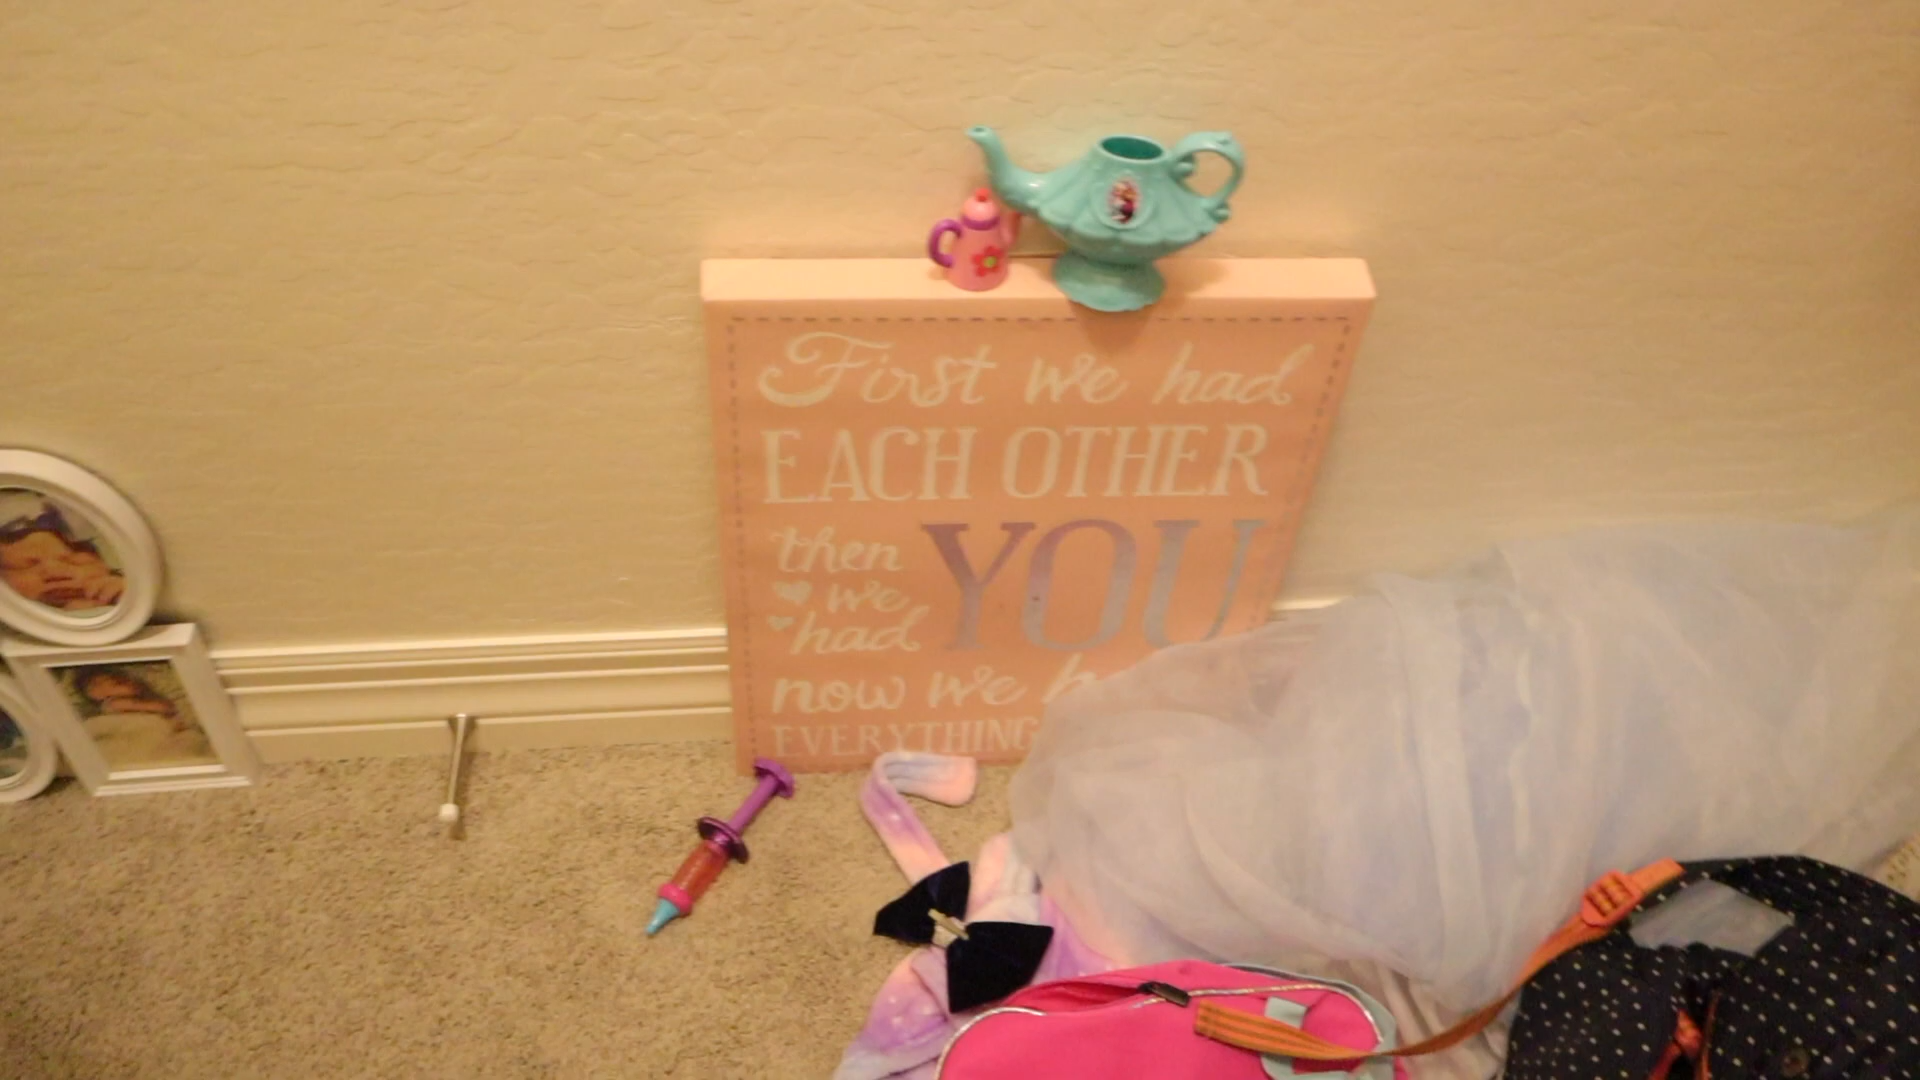 First we had
EACH OTHER
then
we
had
YOU
now we
EVERYTHING